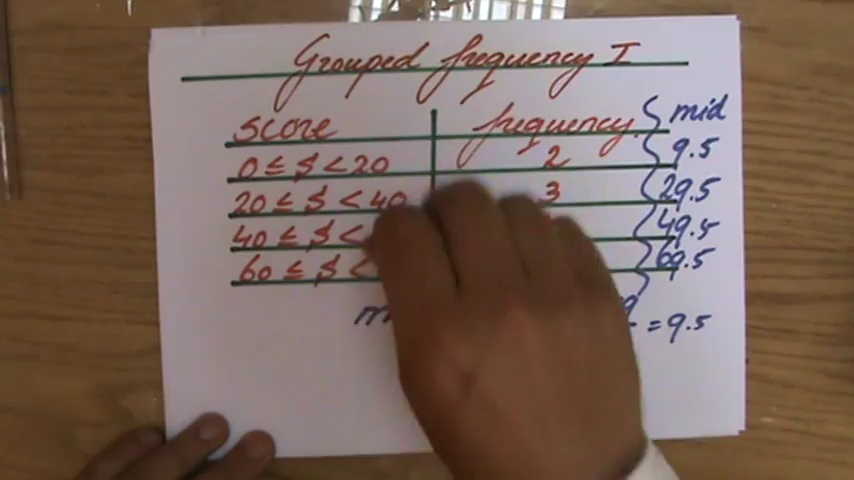 Grouped frequency I
score frequency mid
0 ≤ s < 20 2 9.5
20 ≤ s < 40 3 29.5
40 ≤ s < 49.5
60 ≤ s < 69.5
= 9.5